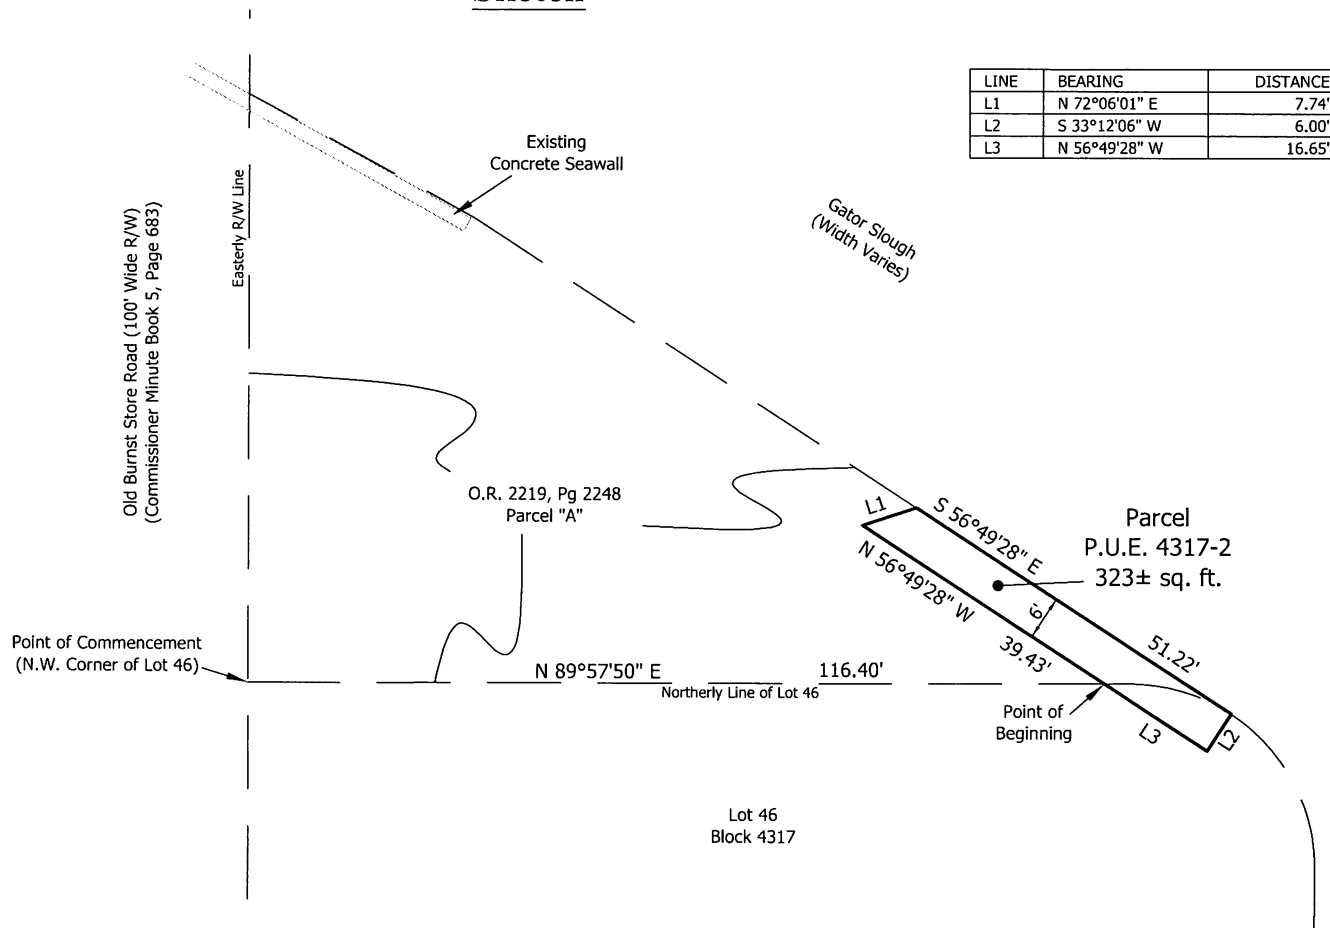 LINE BEARING DISTANCE
L1 N 72°06'01" E 7.74'
L2 S 33°12'06" W 6.00'
L3 N 56°49'28" W 16.65'
Existing
Concrete Seawall
Gator Slough
(Width Varies)
Easterly R/W Line
Old Burnst Store Road (100' Wide R/W)
(Commissioner Minute Book 5, Page 683)
O.R. 2219, Pg 2248
Parcel "A"
L1
S 56°49'28" E
Parcel
P.U.E. 4317-2
323± sq. ft.
N 56°49'28" W
6'
39.43'
51.22'
Point of Commencement
(N.W. Corner of Lot 46)
N 89°57'50" E 116.40'
Northerly Line of Lot 46
Point of
Beginning
L3
L2
Lot 46
Block 4317